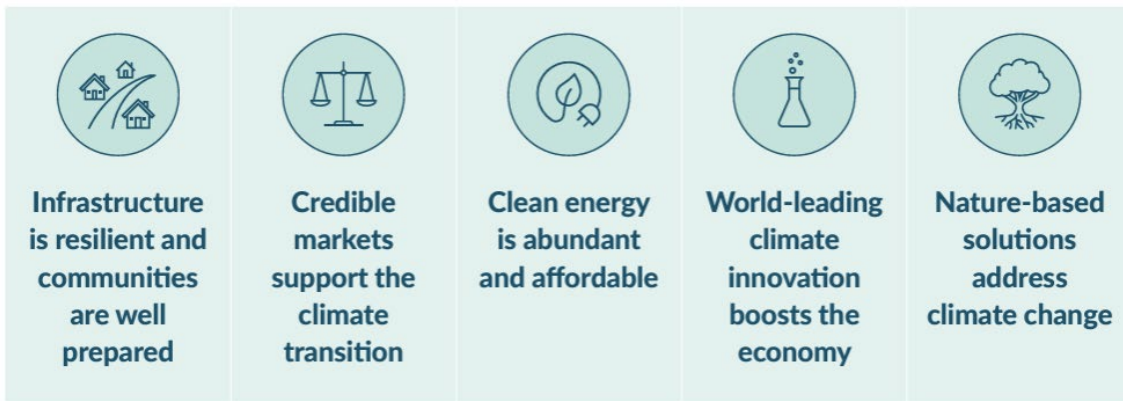 Infrastructure
is resilient and
communities
are well
prepared
Credible
markets
support the
climate
transition
Clean energy
is abundant
and affordable
World-leading
climate
innovation
boosts the
economy
Nature-based
solutions
address
climate change